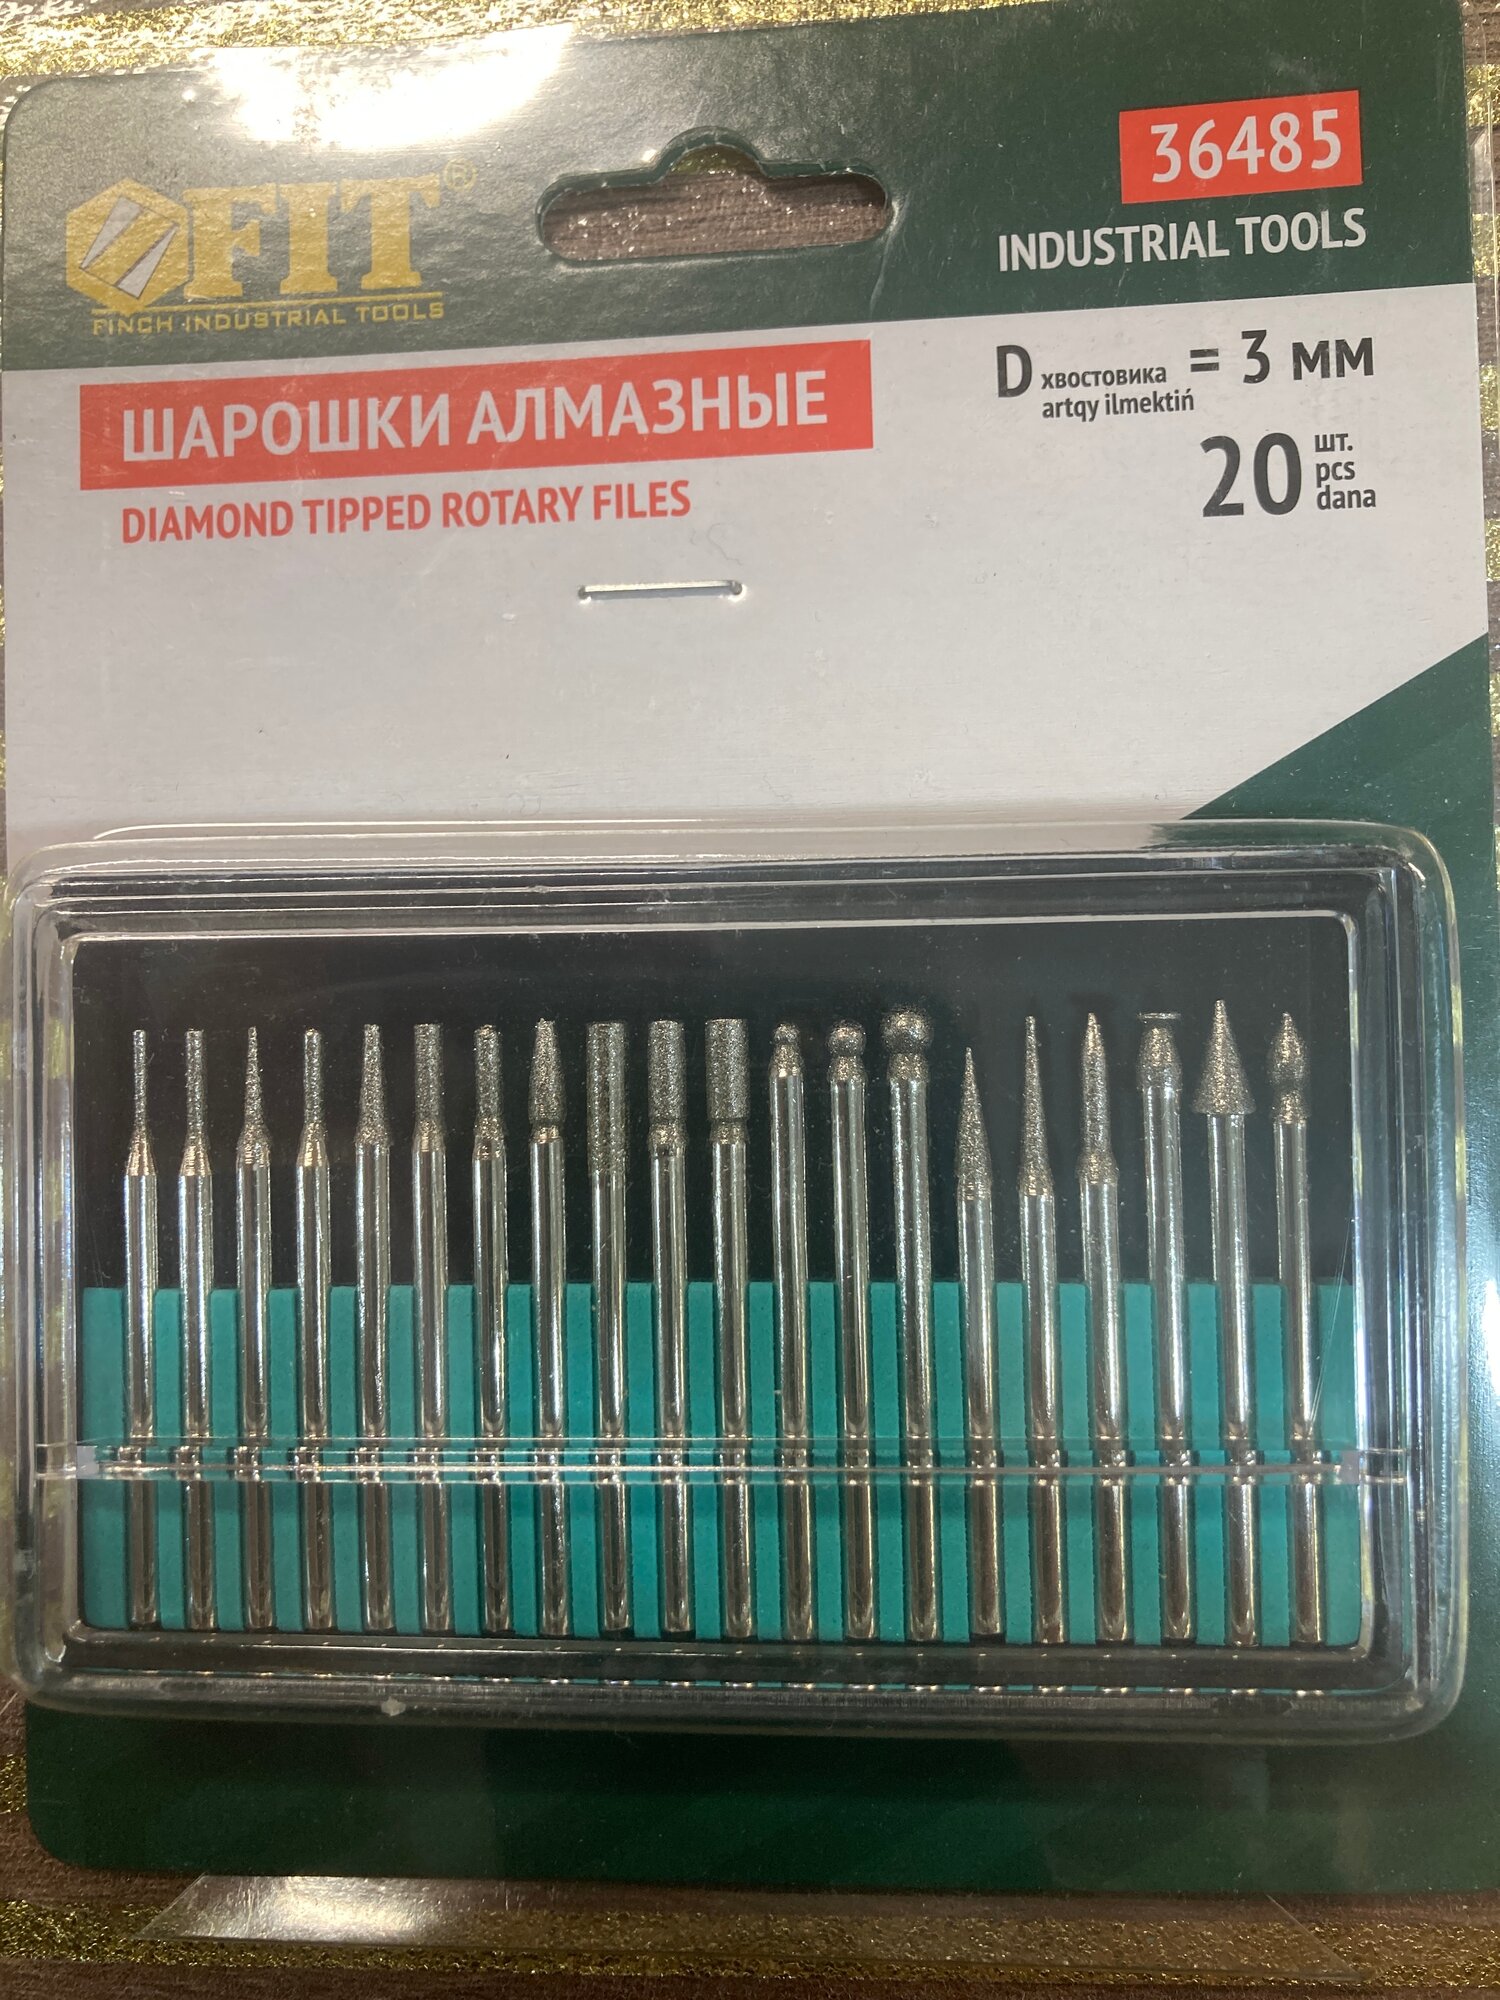 36485
INDUSTRIAL TOOLS
FIT®
FINCH INDUSTRIAL TOOLS
ШАРОШКИ АЛМАЗНЫЕ
DIAMOND TIPPED ROTARY FILES
D хвостовика = 3 мм
artqy ilmektiń
20 шт.
pcs
dana